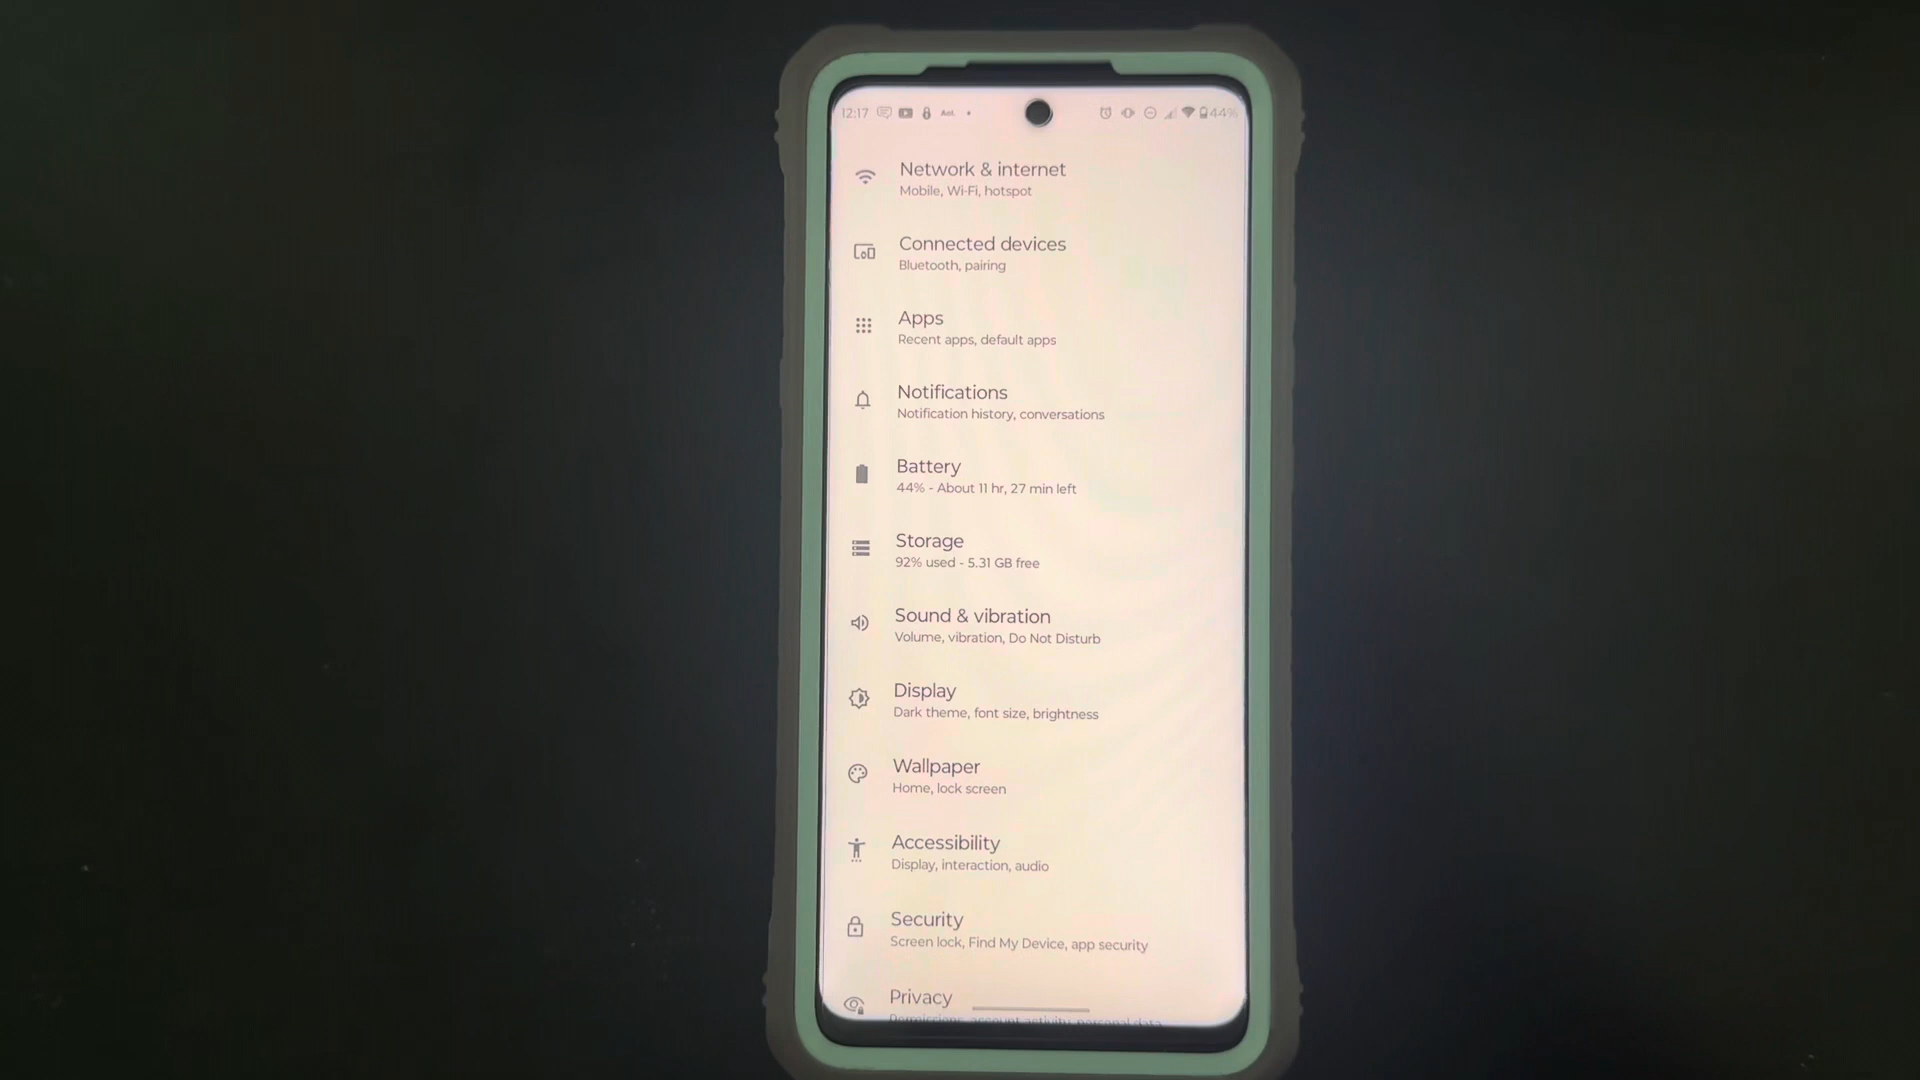 12:17 44%
Network & internet
Mobile, Wi-Fi, hotspot
Connected devices
Bluetooth, pairing
Apps
Recent apps, default apps
Notifications
Notification history, conversations
Battery
44% - About 11 hr, 27 min left
Storage
92% used - 5.31 GB free
Sound & vibration
Volume, vibration, Do Not Disturb
Display
Dark theme, font size, brightness
Wallpaper
Home, lock screen
Accessibility
Display, interaction, audio
Security
Screen lock, Find My Device, app security
Privacy
Permissions, account activity, personal data